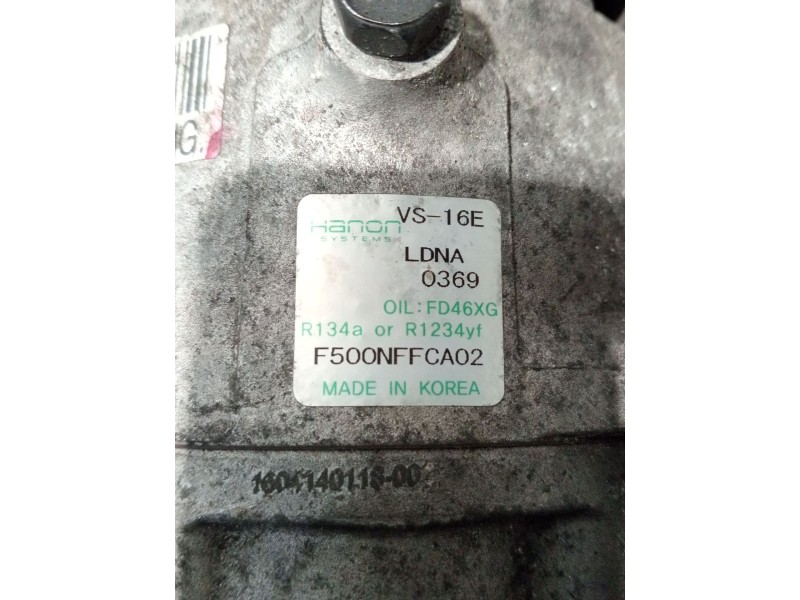 G.
Hanon
SYSTEMS
VS-16E
LDNA
0369
OIL:FD46XG
R134a or R1234yf
F500NFFCA02
MADE IN KOREA
1604140118-00